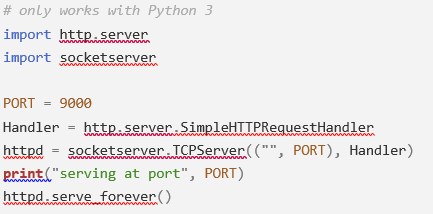 # only works with Python 3
import http.server
import socketserver
PORT = 9000
Handler = http.server.SimpleHTTPRequestHandler
httpd = socketserver.TCPServer(("", PORT), Handler)
print("serving at port", PORT)
httpd.serve_forever()